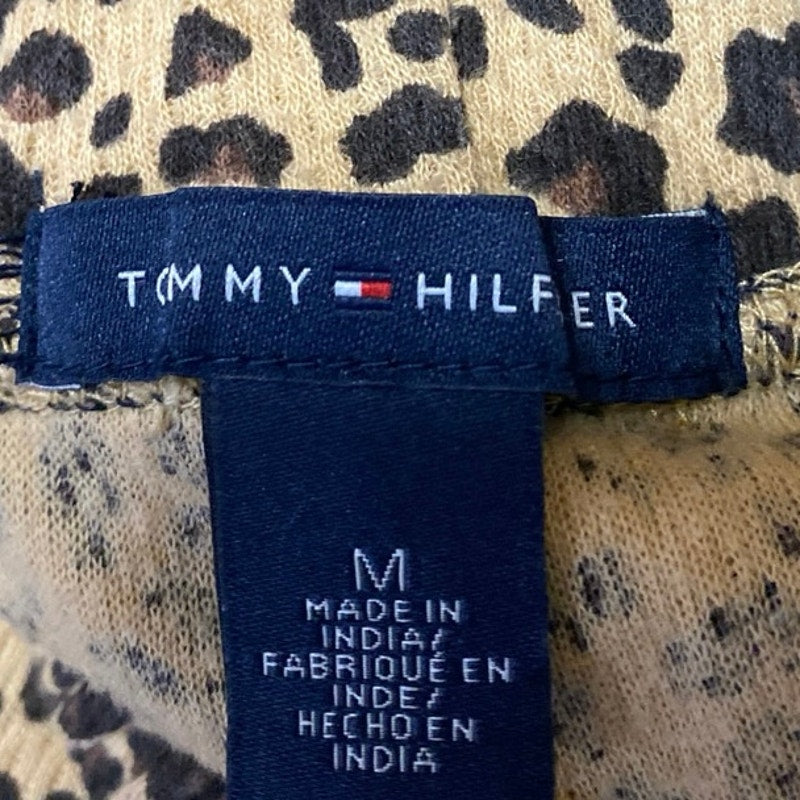 TOMMY HILFIGER
M
MADE IN
INDIA/
FABRIQUÉ EN
INDE/
HECHO EN
INDIA